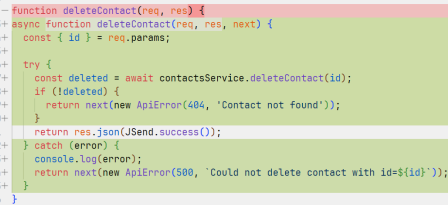 - function deleteContact(req, res) {
+ async function deleteContact(req, res, next) {
+ const { id } = req.params;
+
+ try {
+ const deleted = await contactsService.deleteContact(id);
+ if (!deleted) {
+ return next(new ApiError(404, 'Contact not found'));
+ }
return res.json(JSend.success());
+ } catch (error) {
+ console.log(error);
+ return next(new ApiError(500, `Could not delete contact with id=${id}`));
+ }
}